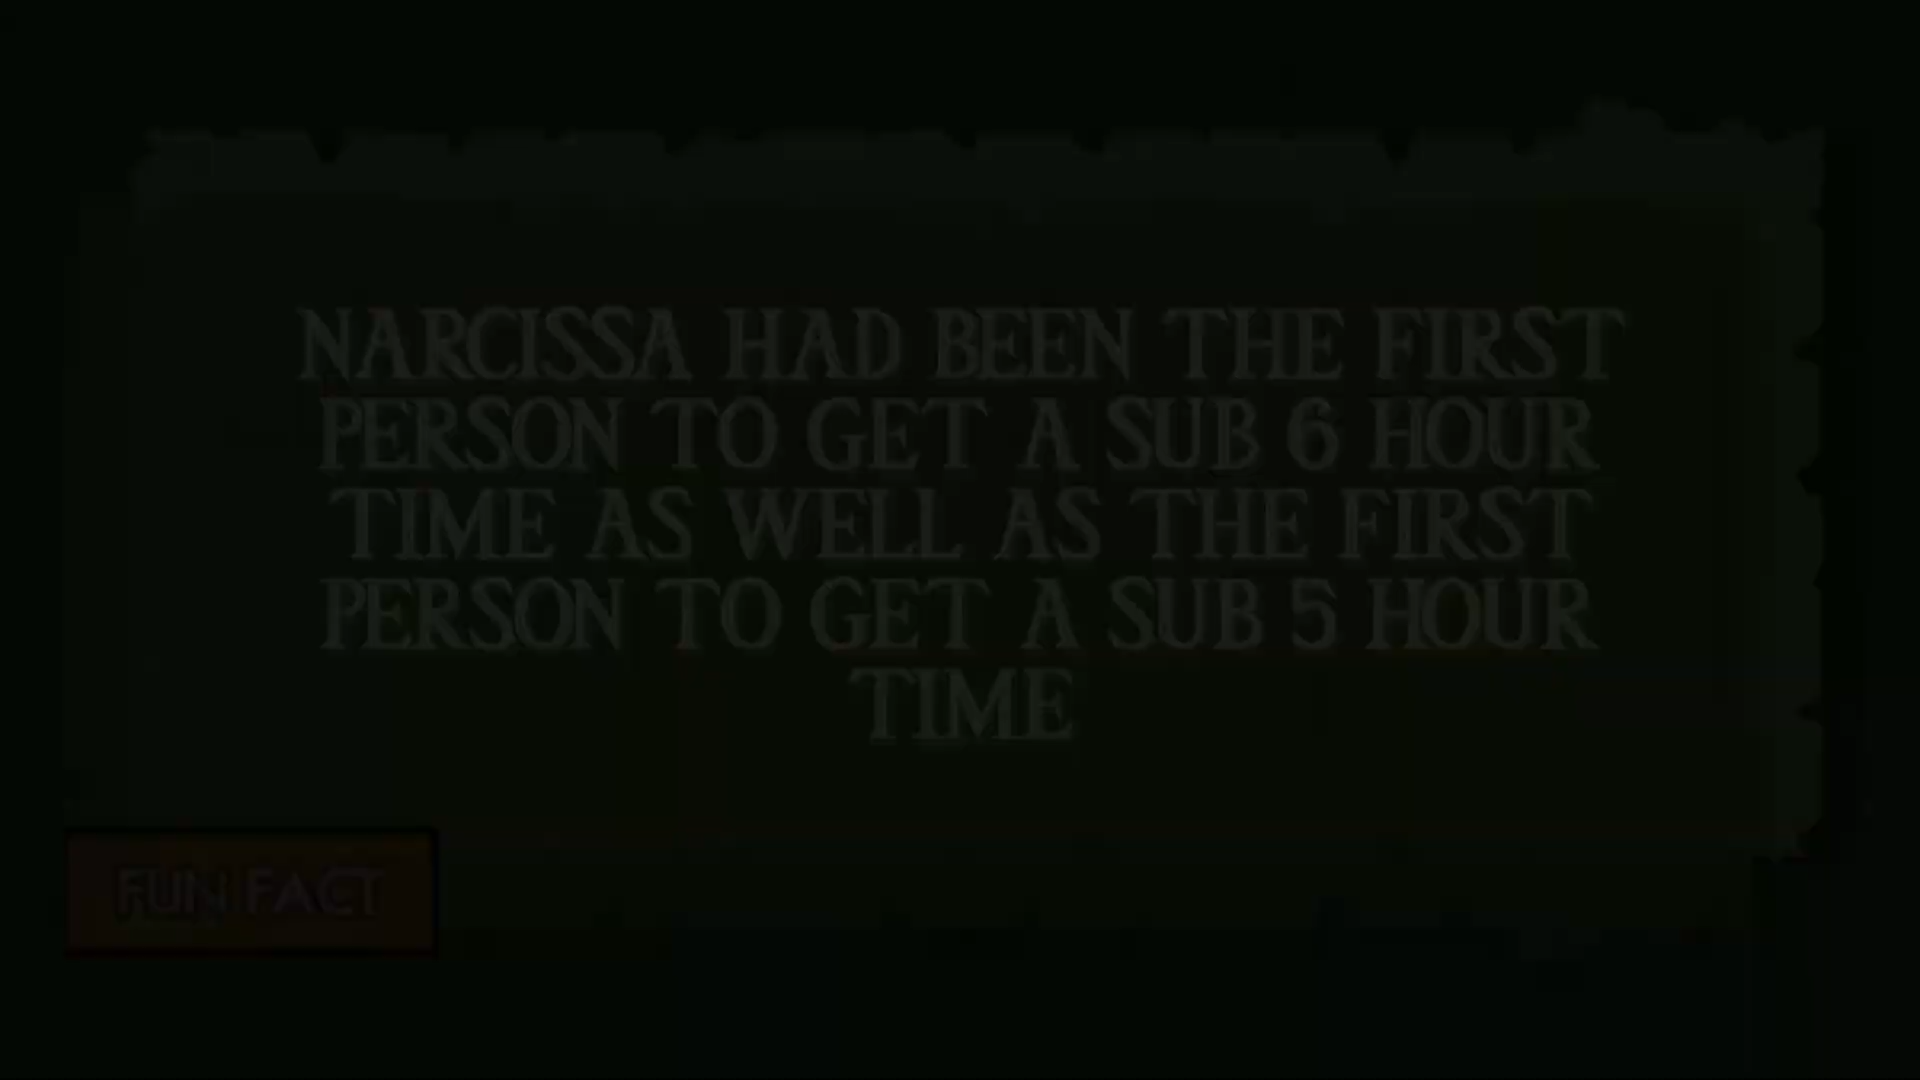 NARCISSA HAD BEEN THE FIRST
PERSON TO GET A SUB 6 HOUR
TIME AS WELL AS THE FIRST
PERSON TO GET A SUB 5 HOUR
TIME
FUN FACT